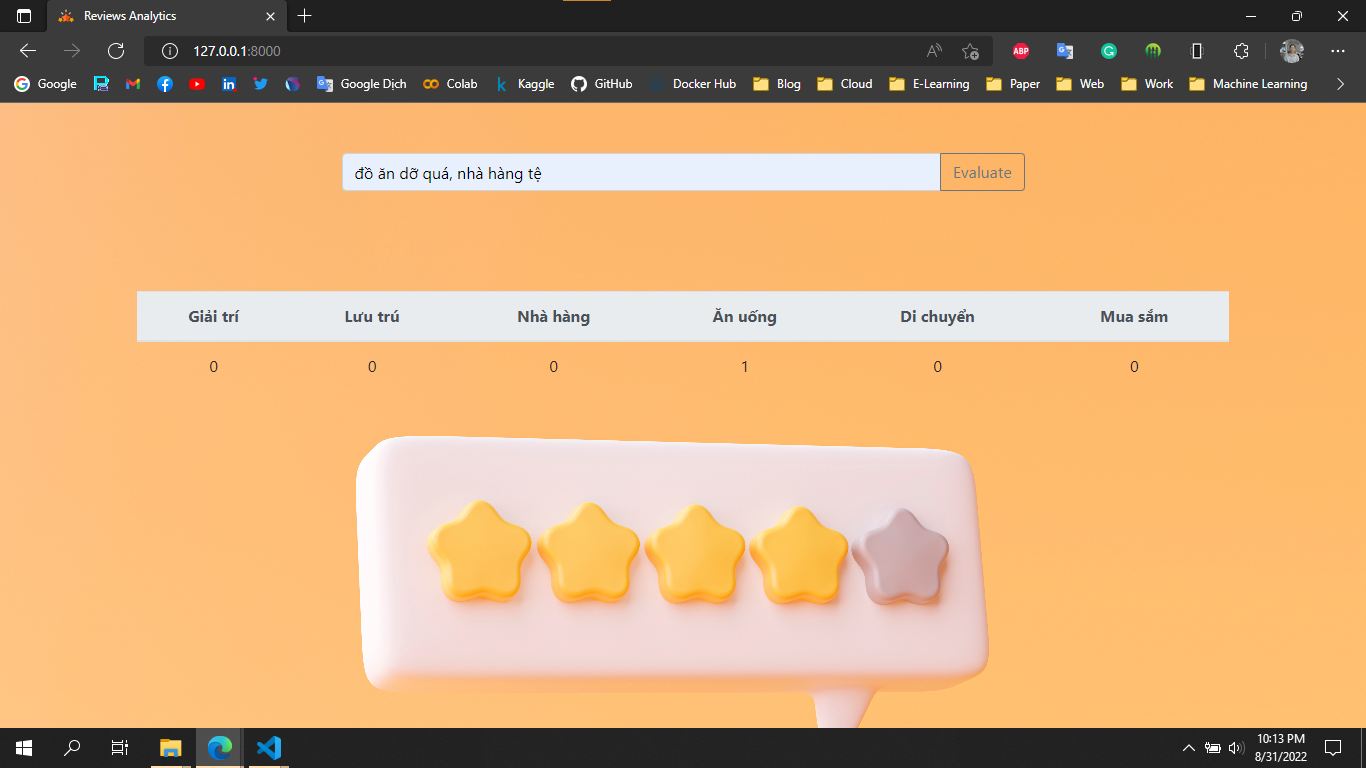 Reviews Analytics
127.0.0.1:8000
ABP
Google Google Dịch Colab Kaggle GitHub Docker Hub Blog Cloud E-Learning Paper Web Work Machine Learning
đồ ăn dỡ quá, nhà hàng tệ Evaluate
Giải trí Lưu trú Nhà hàng Ăn uống Di chuyển Mua sắm
0 0 0 1 0 0
10:13 PM
8/31/2022